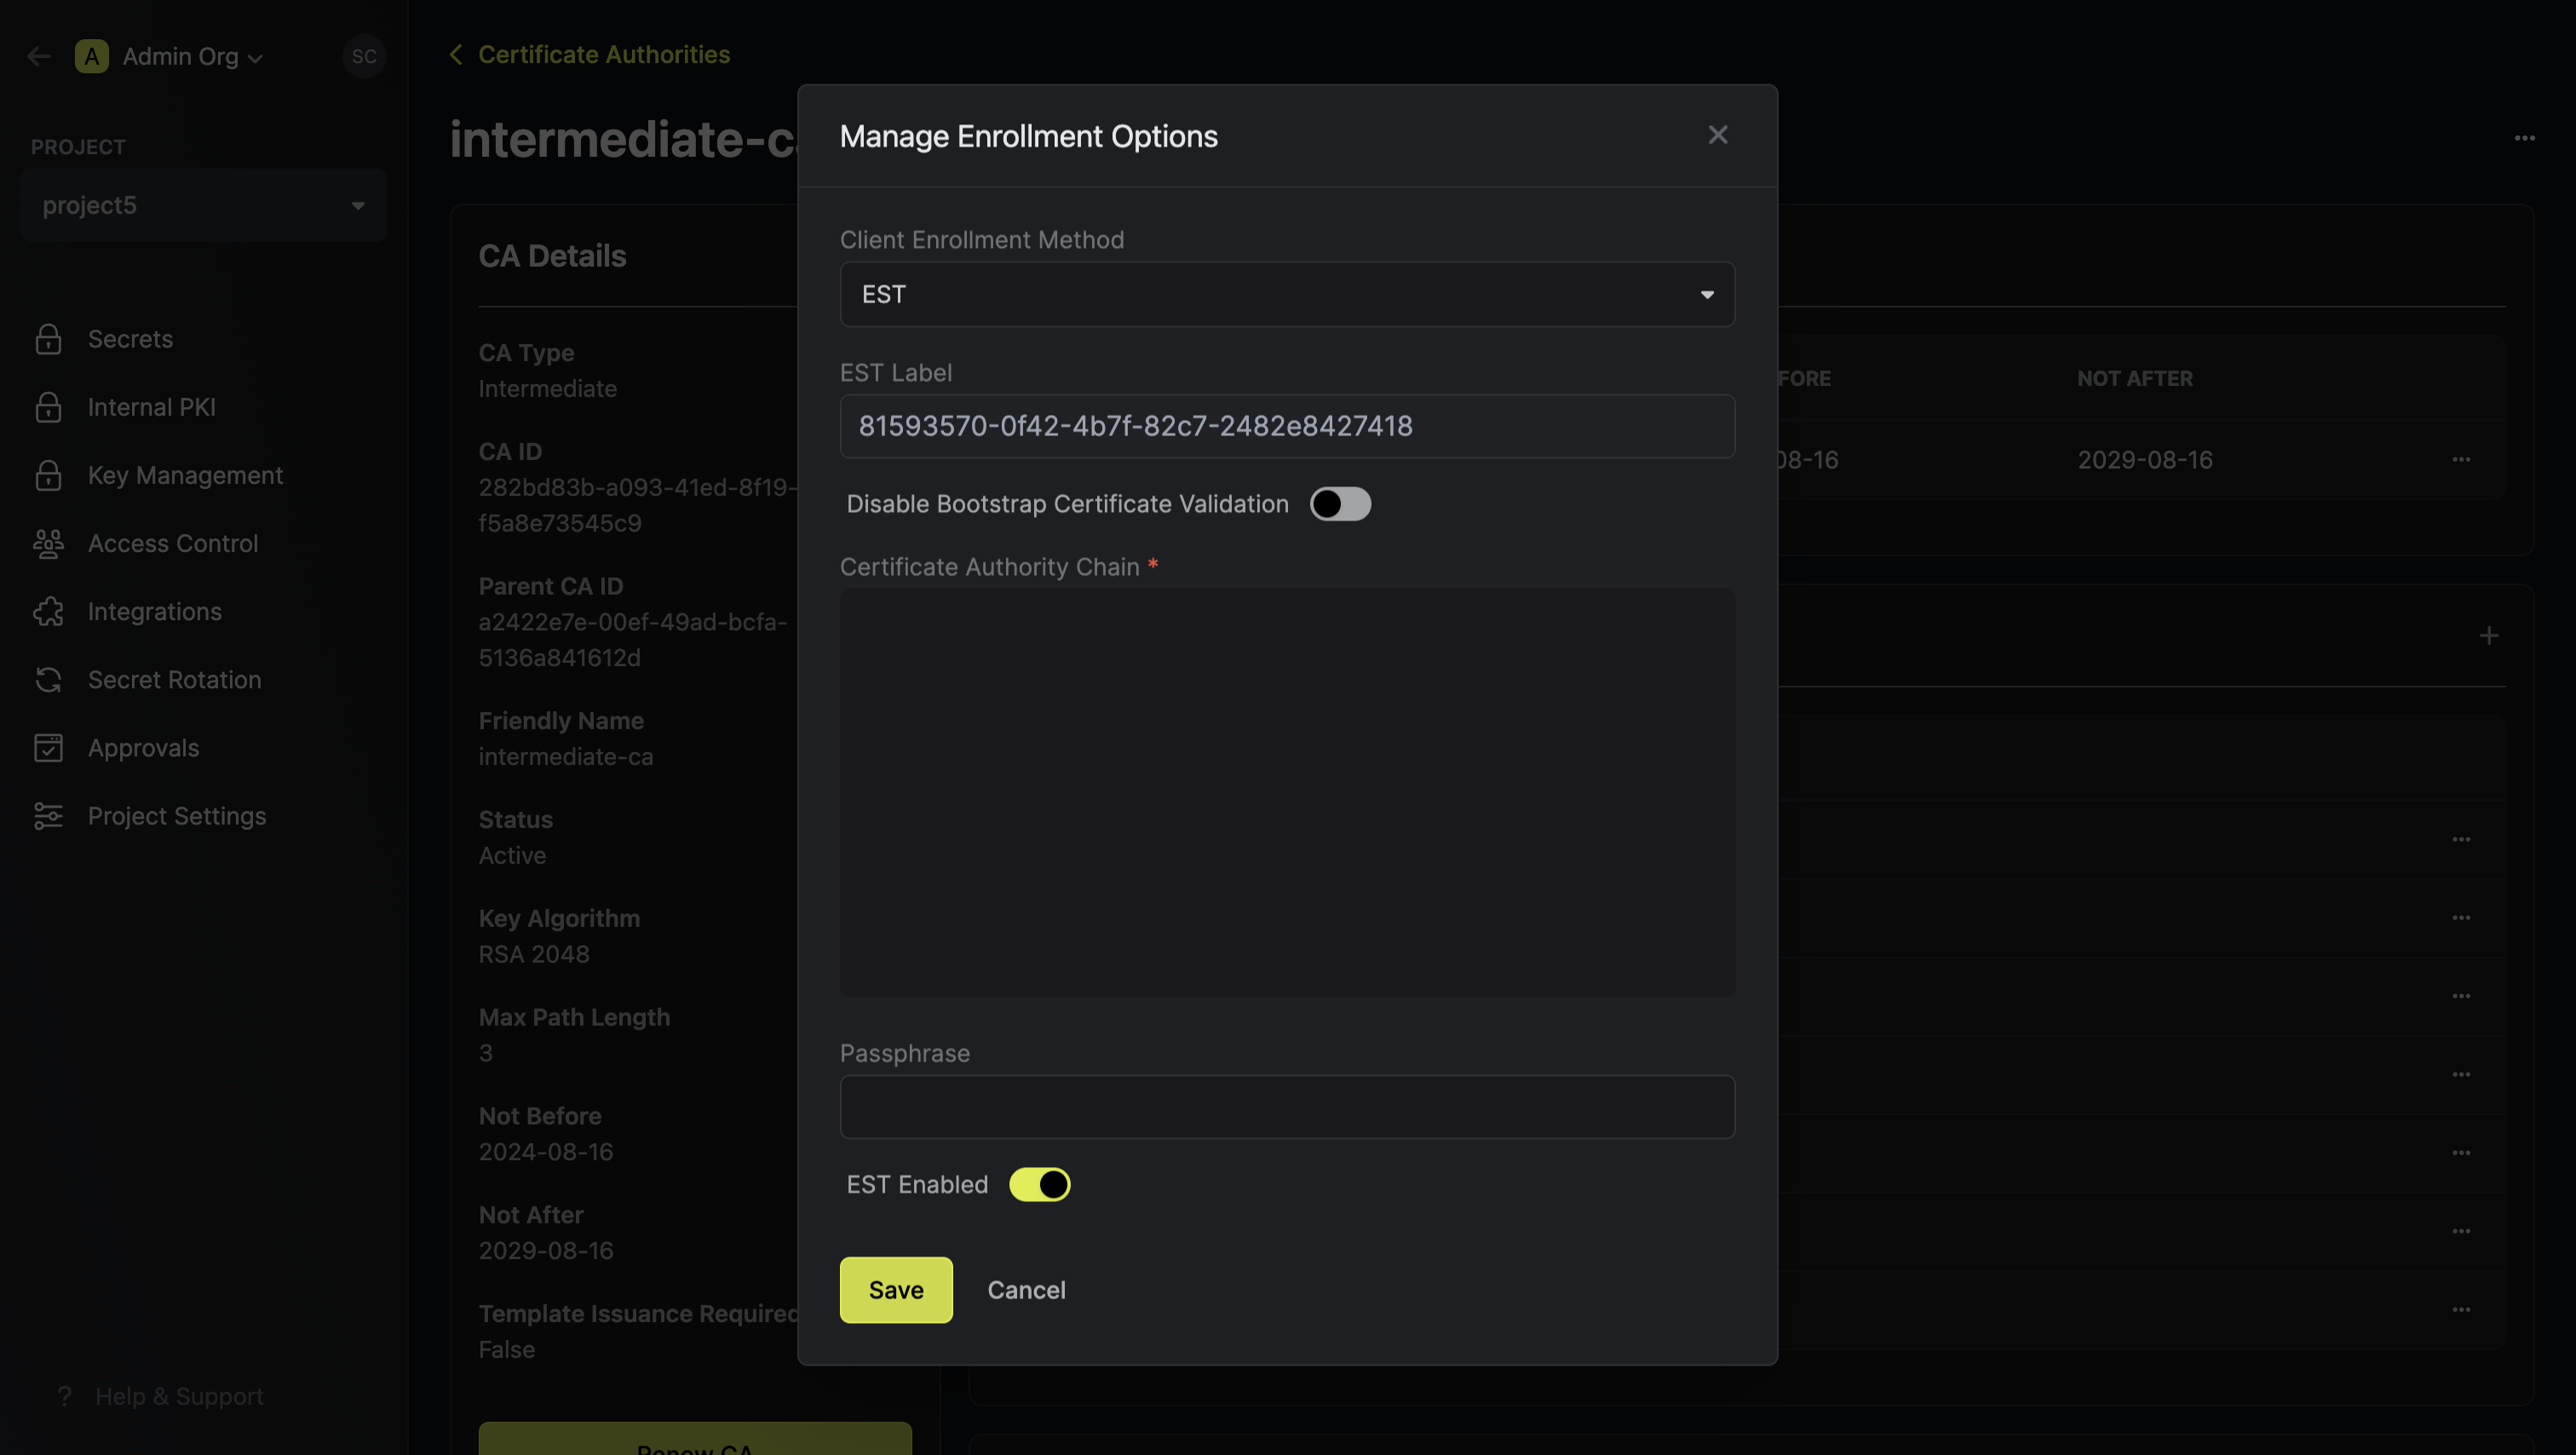 A Admin Org SC
PROJECT
project5
Secrets
Internal PKI
Key Management
Access Control
Integrations
Secret Rotation
Approvals
Project Settings
? Help & Support
Certificate Authorities
intermediate-ca
CA Details
CA Type
Intermediate
CA ID
282bd83b-a093-41ed-8f19-
f5a8e73545c9
Parent CA ID
a2422e7e-00ef-49ad-bcfa-
5136a841612d
Friendly Name
intermediate-ca
Status
Active
Key Algorithm
RSA 2048
Max Path Length
3
Not Before
2024-08-16
Not After
2029-08-16
Template Issuance Required
False
Renew CA
Manage Enrollment Options
Client Enrollment Method
EST
EST Label
81593570-0f42-4b7f-82c7-2482e8427418
Disable Bootstrap Certificate Validation
Certificate Authority Chain *
Passphrase
EST Enabled
Save Cancel
FORE NOT AFTER
08-16 2029-08-16